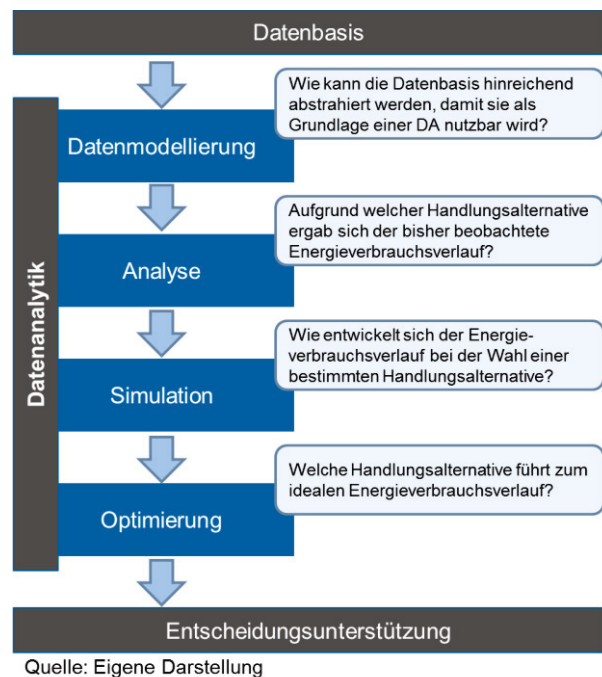 Datenbasis
Wie kann die Datenbasis hinreichend
abstrahiert werden, damit sie als
Grundlage einer DA nutzbar wird?
Datenmodellierung
Aufgrund welcher Handlungsalternative
ergab sich der bisher beobachtete
Energieverbrauchsverlauf?
Analyse
Datenanalytik
Wie entwickelt sich der Energie-
verbrauchsverlauf bei der Wahl einer
bestimmten Handlungsalternative?
Simulation
Welche Handlungsalternative führt zum
idealen Energieverbrauchsverlauf?
Optimierung
Entscheidungsunterstützung
Quelle: Eigene Darstellung